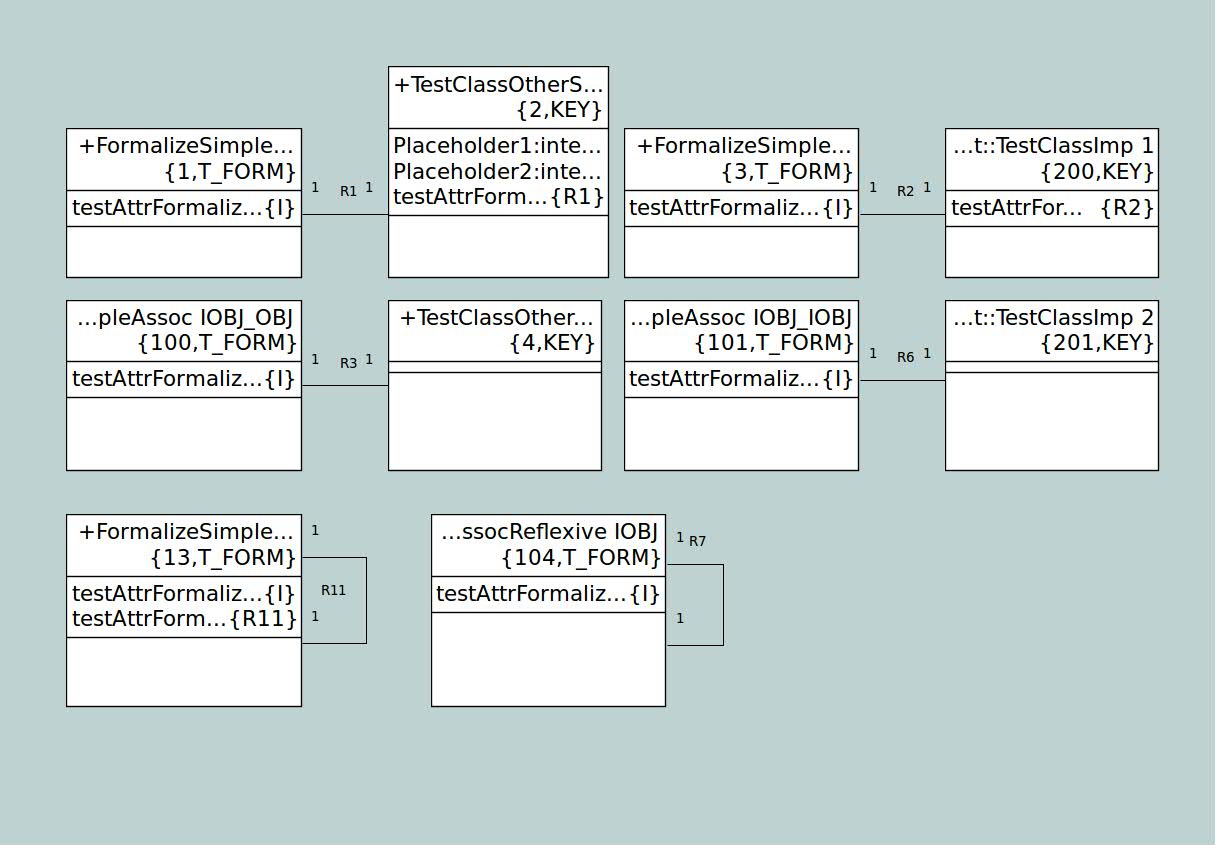 +TestClassOtherS...
{2,KEY}
Placeholder1:inte...
Placeholder2:inte...
testAttrForm...{R1}
+FormalizeSimple...
{1,T_FORM}
testAttrFormaliz...{I}
1 R1 1
+FormalizeSimple...
{3,T_FORM}
testAttrFormaliz...{I}
1 R2 1
...t::TestClassImp 1
{200,KEY}
testAttrFor... {R2}
...pleAssoc IOBJ_OBJ
{100,T_FORM}
testAttrFormaliz...{I}
1 R3 1
+TestClassOther...
{4,KEY}
...pleAssoc IOBJ_IOBJ
{101,T_FORM}
testAttrFormaliz...{I}
1 R6 1
...t::TestClassImp 2
{201,KEY}
+FormalizeSimple...
{13,T_FORM}
testAttrFormaliz...{I}
testAttrForm...{R11}
1
R11
1
...ssocReflexive IOBJ
{104,T_FORM}
testAttrFormaliz...{I}
1 R7
1